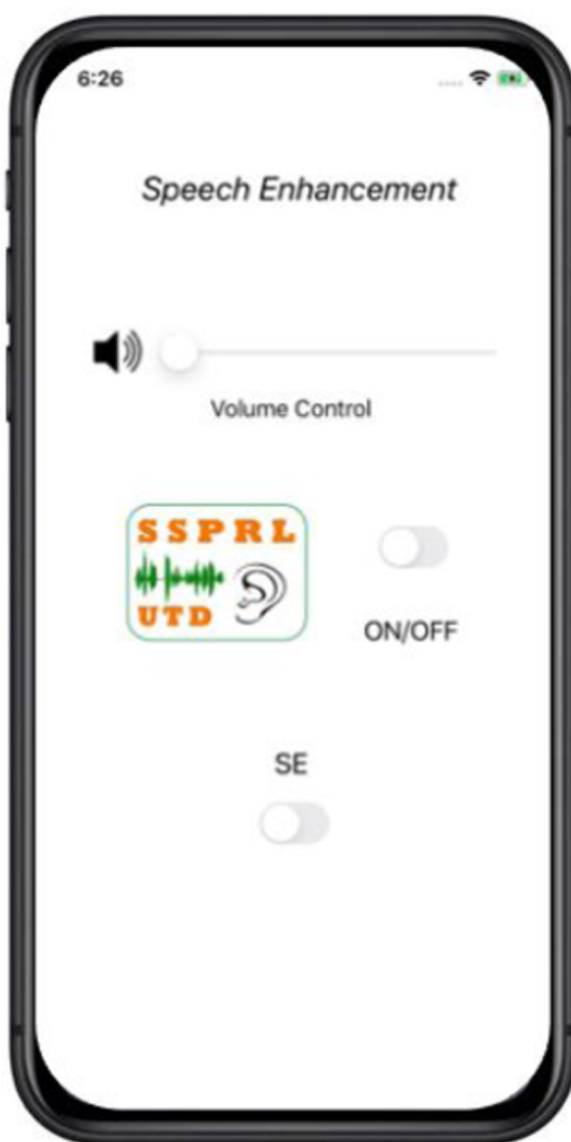 6:26
Speech Enhancement
Volume Control
SSPRL
UTD
ON/OFF
SE